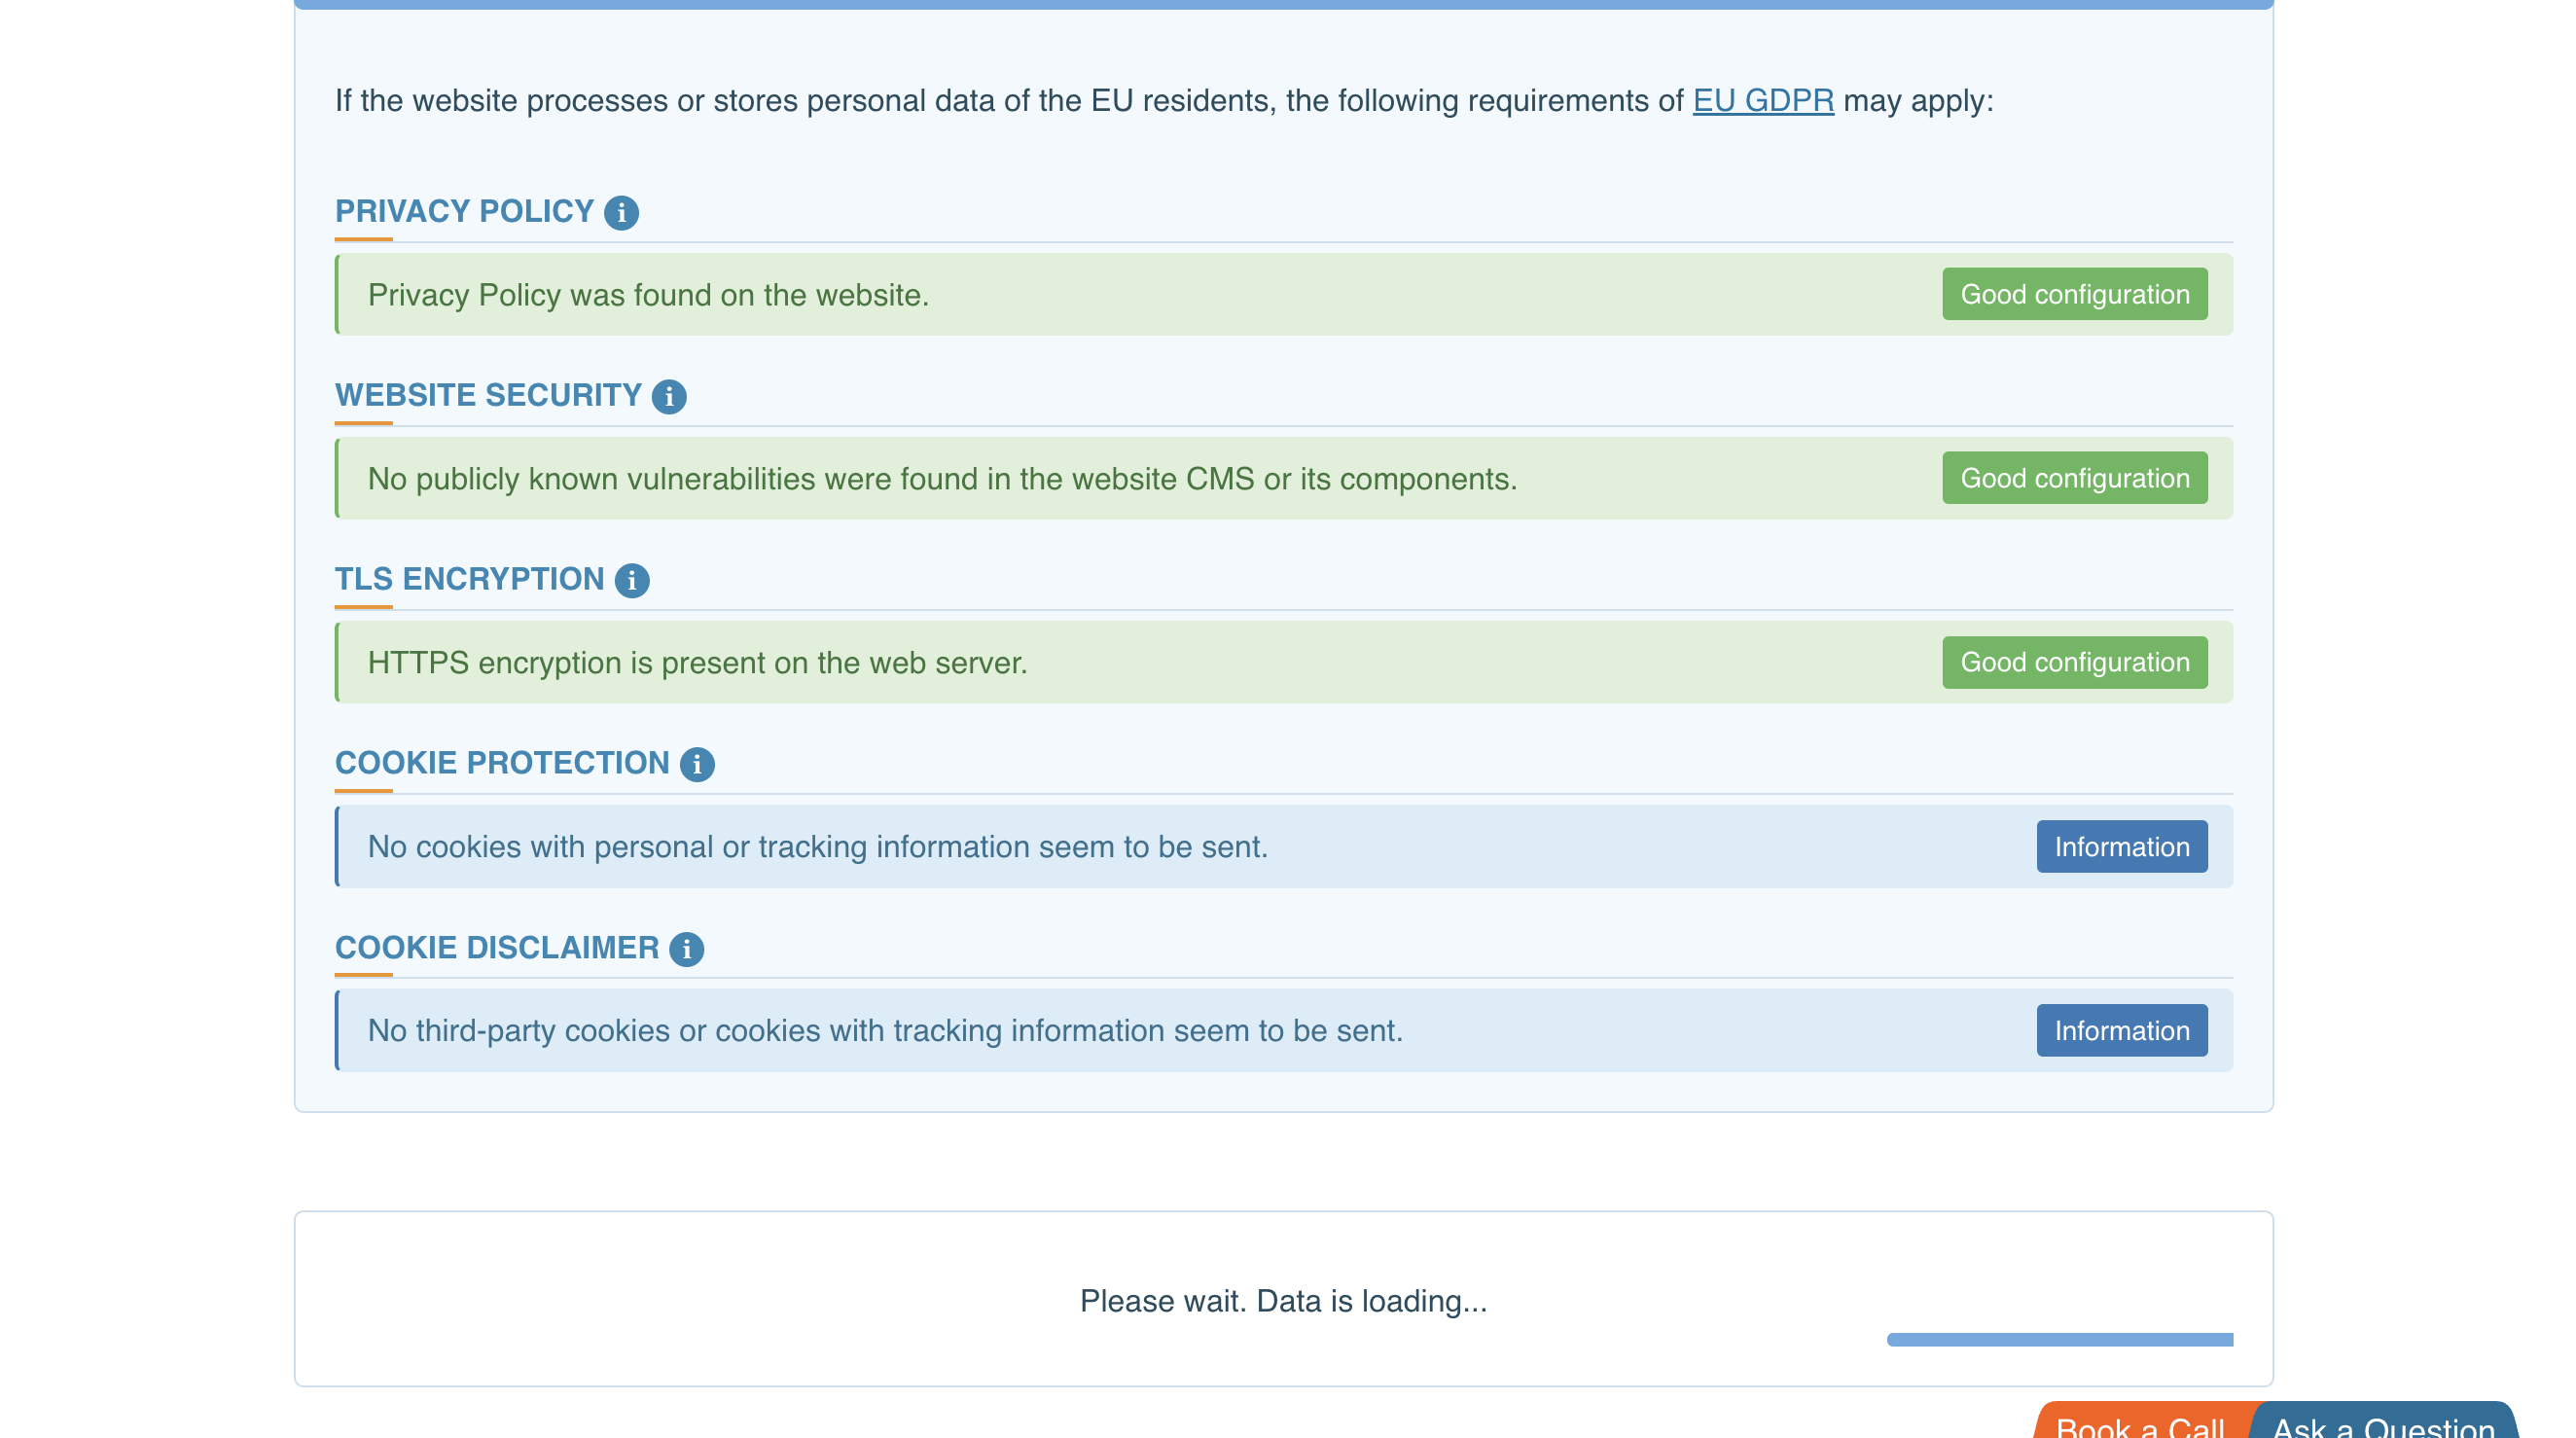 If the website processes or stores personal data of the EU residents, the following requirements of EU GDPR may apply:
PRIVACY POLICY
Privacy Policy was found on the website.
Good configuration
WEBSITE SECURITY
No publicly known vulnerabilities were found in the website CMS or its components.
Good configuration
TLS ENCRYPTION
HTTPS encryption is present on the web server.
Good configuration
COOKIE PROTECTION
No cookies with personal or tracking information seem to be sent.
Information
COOKIE DISCLAIMER
No third-party cookies or cookies with tracking information seem to be sent.
Information
Please wait. Data is loading...
Book a Call
Ask a Question